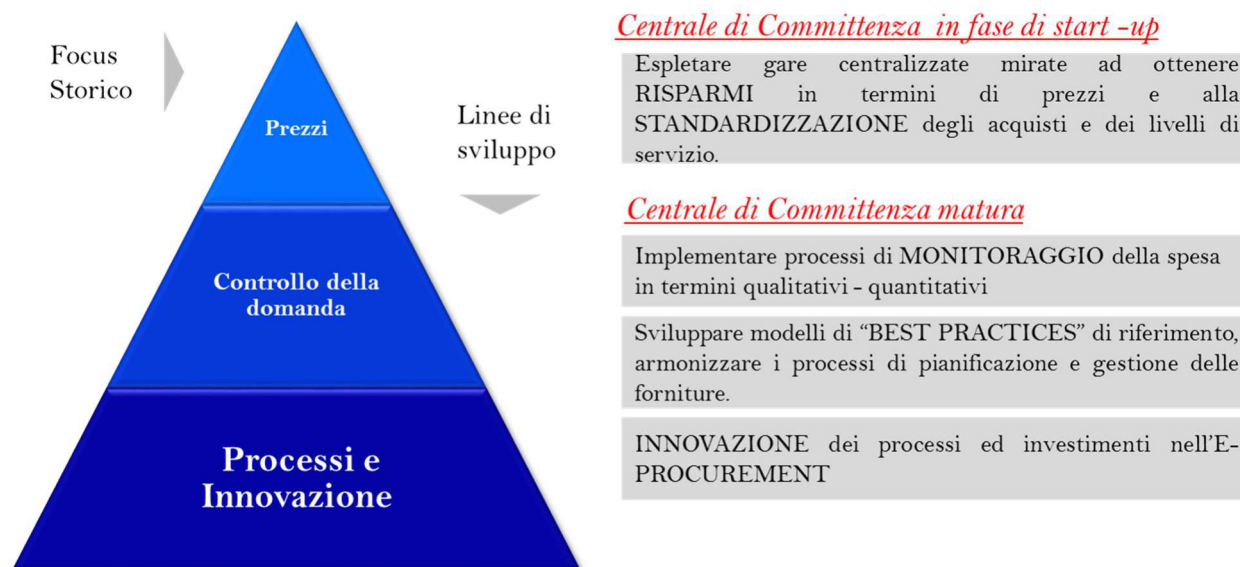 Focus
Storico
Prezzi
Linee di
sviluppo
Controllo della
domanda
Processi e
Innovazione
Centrale di Committenza in fase di start -up
Espletare gare centralizzate mirate ad ottenere
RISPARMI in termini di prezzi e alla
STANDARDIZZAZIONE degli acquisti e dei livelli di
servizio.
Centrale di Committenza matura
Implementare processi di MONITORAGGIO della spesa
in termini qualitativi - quantitativi
Sviluppare modelli di “BEST PRACTICES” di riferimento,
armonizzare i processi di pianificazione e gestione delle
forniture.
INNOVAZIONE dei processi ed investimenti nell’E-
PROCUREMENT